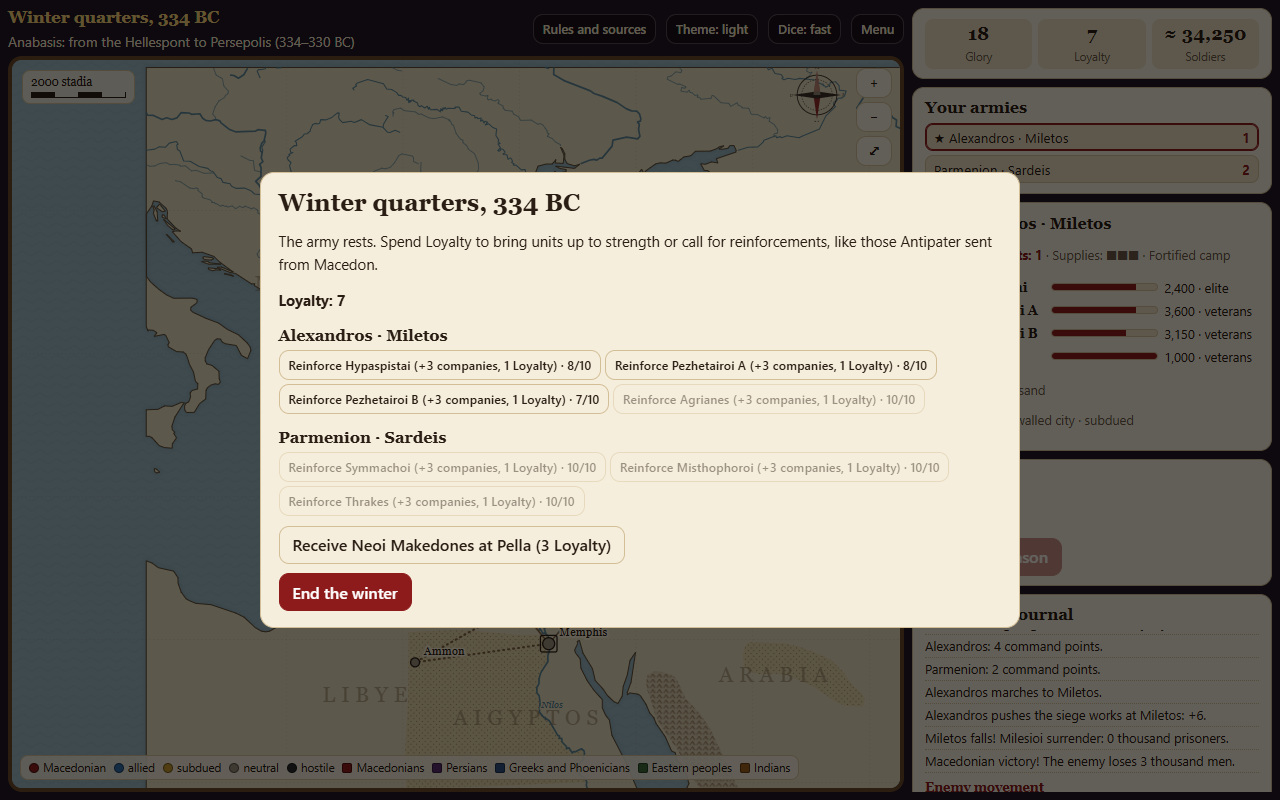 Winter quarters, 334 BC
Anabasis: from the Hellespont to Persepolis (334–330 BC)
Rules and sources
Theme: light
Dice: fast
Menu
18
Glory
7
Loyalty
≈ 34,250
Soldiers
2000 stadia
+
−
Your armies
★ Alexandros · Miletos 1
Parmenion · Sardeis 2
Winter quarters, 334 BC
The army rests. Spend Loyalty to bring units up to strength or call for reinforcements, like those Antipater sent
from Macedon.
Loyalty: 7
Alexandros · Miletos
Reinforce Hypaspistai (+3 companies, 1 Loyalty) · 8/10
Reinforce Pezhetairoi A (+3 companies, 1 Loyalty) · 8/10
Reinforce Pezhetairoi B (+3 companies, 1 Loyalty) · 7/10
Reinforce Agrianes (+3 companies, 1 Loyalty) · 10/10
Parmenion · Sardeis
Reinforce Symmachoi (+3 companies, 1 Loyalty) · 10/10
Reinforce Misthophoroi (+3 companies, 1 Loyalty) · 10/10
Reinforce Thrakes (+3 companies, 1 Loyalty) · 10/10
Receive Neoi Makedones at Pella (3 Loyalty)
End the winter
· Miletos
1 · Supplies: · Fortified camp
2,400 · elite
A 3,600 · veterans
B 3,150 · veterans
1,000 · veterans
walled city · subdued
Memphis
Ammon
LIBYE
AIGYPTOS
Nilos
ARABIA
Macedonian
allied
subdued
neutral
hostile
Macedonians
Persians
Greeks and Phoenicians
Eastern peoples
Indians
Alexandros: 4 command points.
Parmenion: 2 command points.
Alexandros marches to Miletos.
Alexandros pushes the siege works at Miletos: +6.
Miletos falls! Milesioi surrender: 0 thousand prisoners.
Macedonian victory! The enemy loses 3 thousand men.
Enemy movement